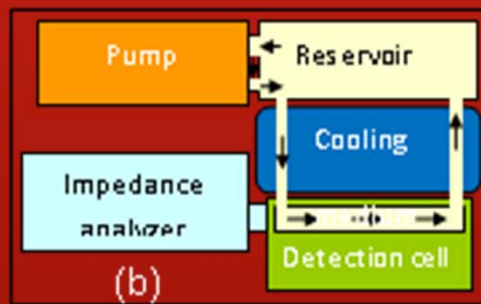 Pump
Reservoir
Cooling
Impedance
analyzer
Detection cell
(b)